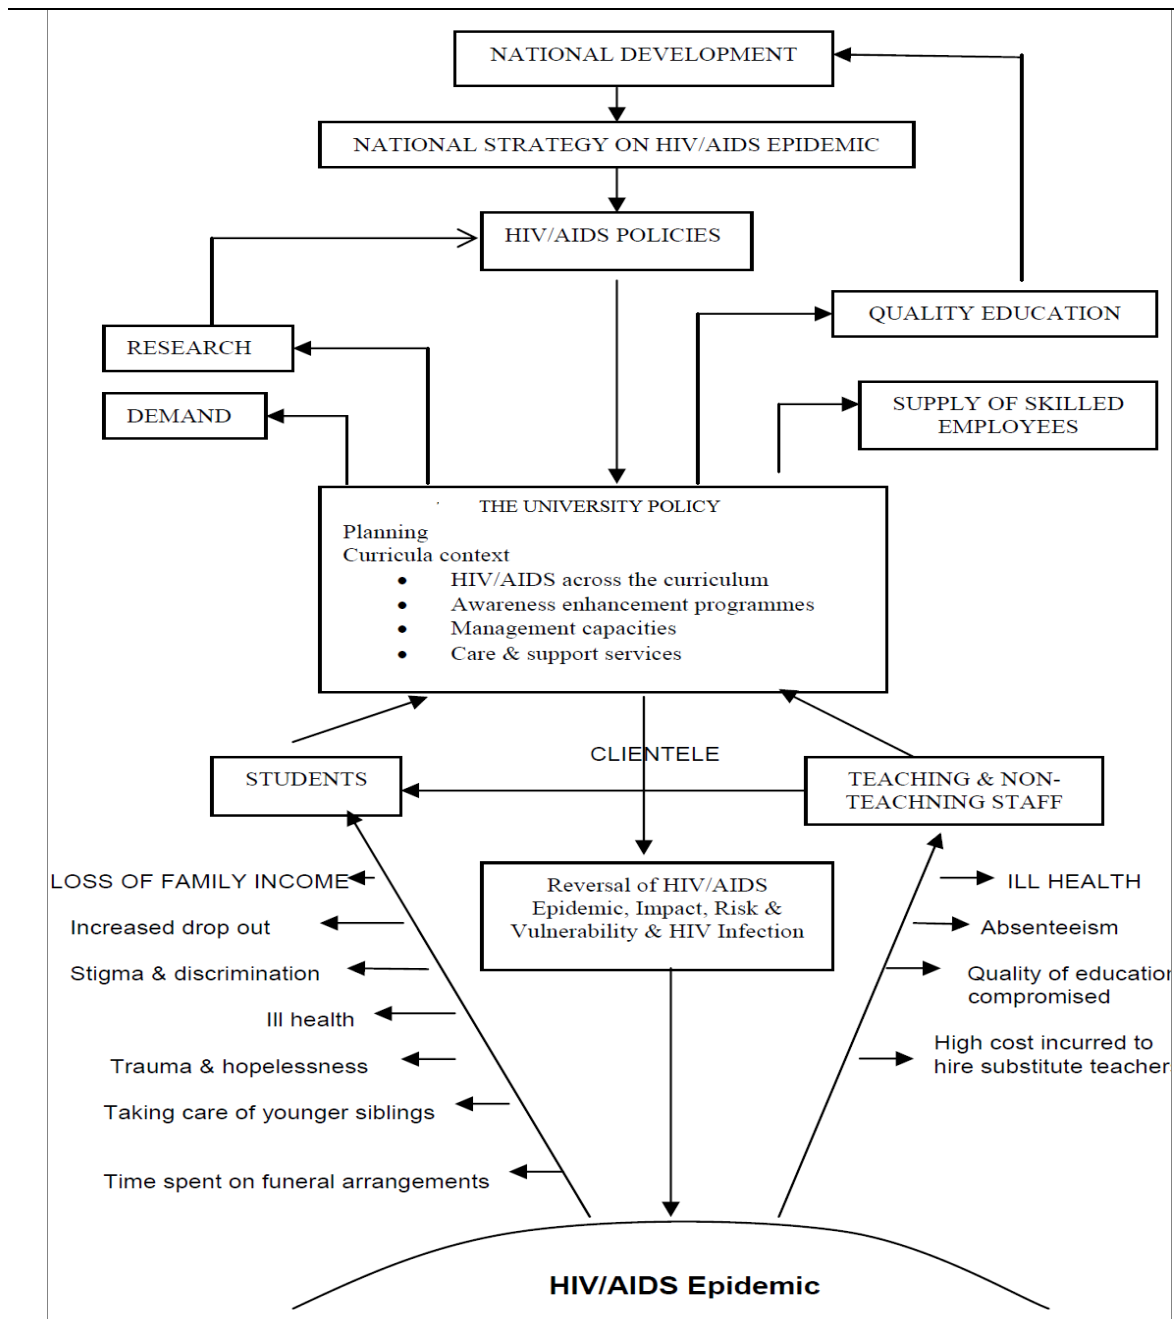 NATIONAL DEVELOPMENT
NATIONAL STRATEGY ON HIV/AIDS EPIDEMIC
HIV/AIDS POLICIES
QUALITY EDUCATION
RESEARCH
DEMAND
SUPPLY OF SKILLED
EMPLOYEES
THE UNIVERSITY POLICY
Planning
Curricula context
• HIV/AIDS across the curriculum
• Awareness enhancement programmes
• Management capacities
• Care & support services
CLIENTELE
STUDENTS
TEACHING & NON-
TEACHNING STAFF
LOSS OF FAMILY INCOME
Increased drop out
Stigma & discrimination
Ill health
Trauma & hopelessness
Taking care of younger siblings
Time spent on funeral arrangements
Reversal of HIV/AIDS
Epidemic, Impact, Risk &
Vulnerability & HIV Infection
ILL HEALTH
Absenteeism
Quality of education
compromised
High cost incurred to
hire substitute teacher
HIV/AIDS Epidemic